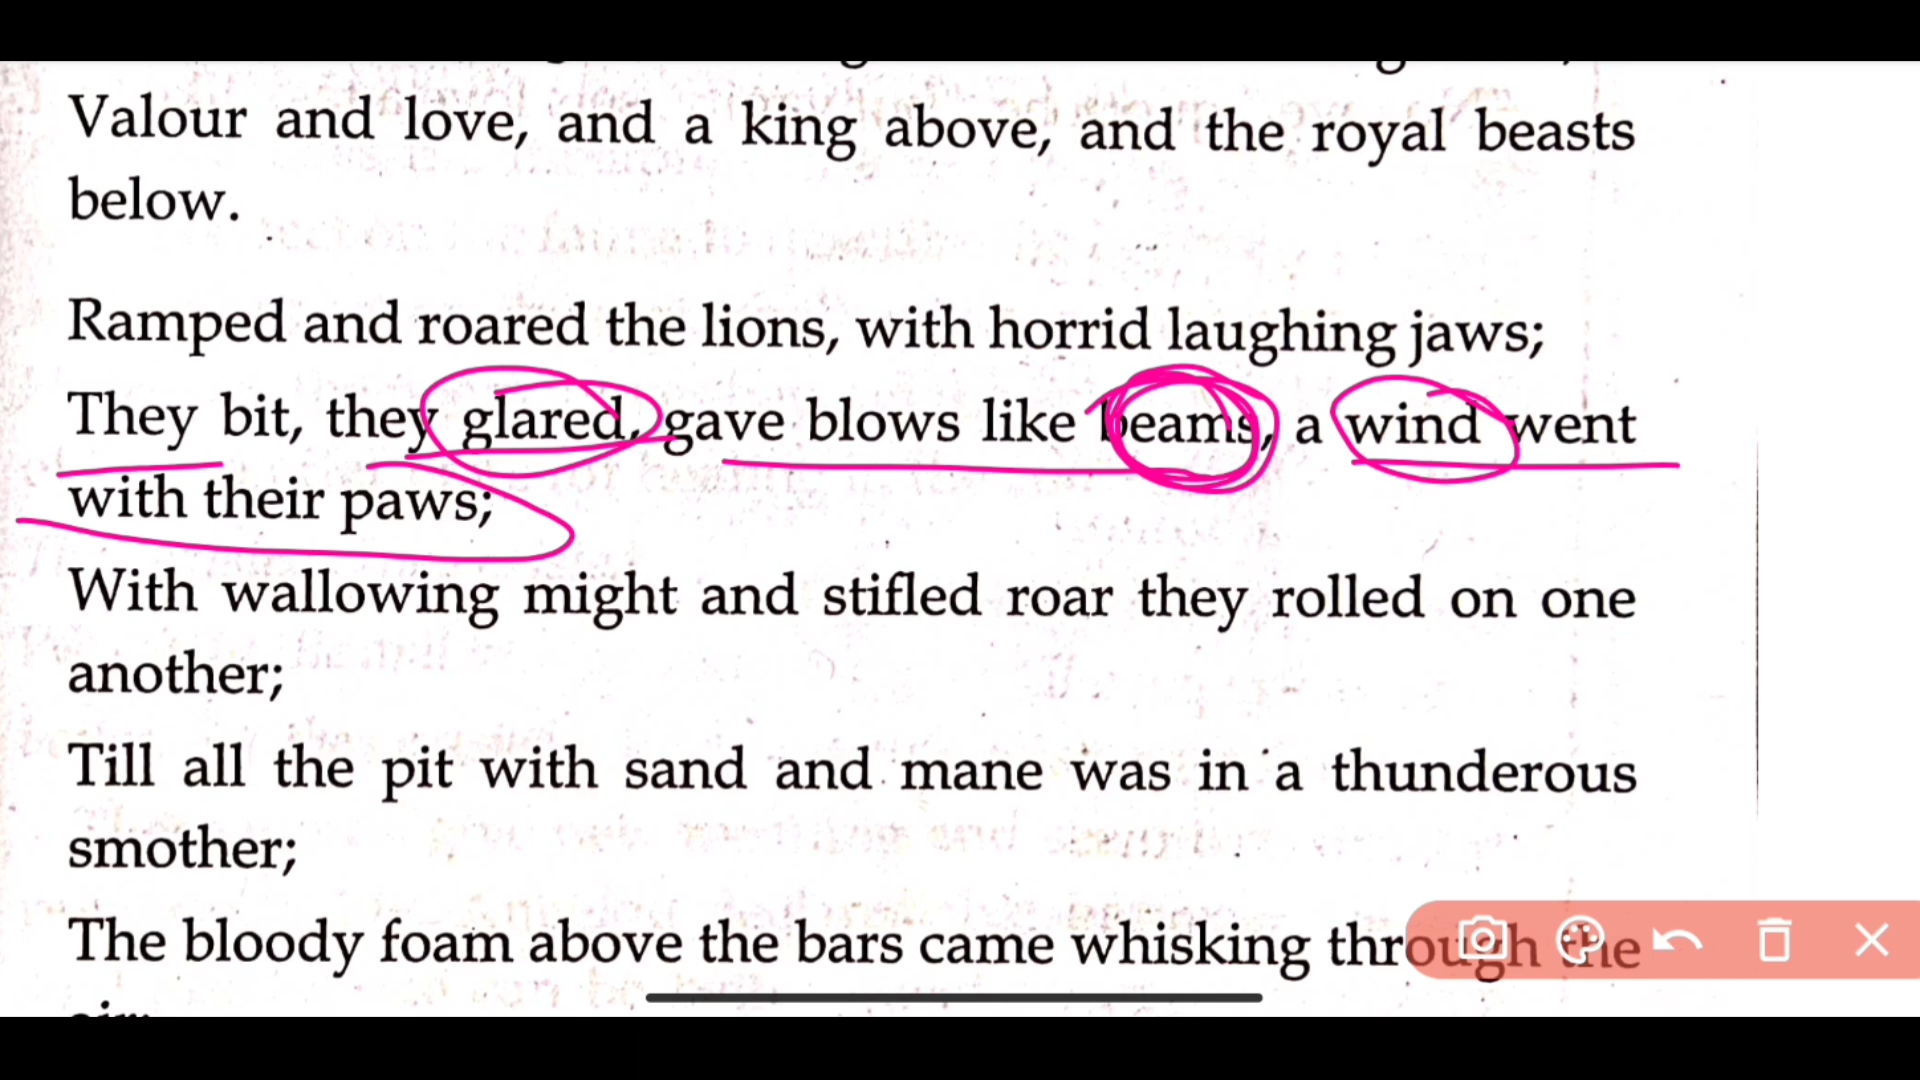 Valour and love, and a king above, and the royal beasts
below.
Ramped and roared the lions, with horrid laughing jaws;
They bit, they glared, gave blows like beams, a wind went
with their paws;
With wallowing might and stifled roar they rolled on one
another;
Till all the pit with sand and mane was in a thunderous
smother;
The bloody foam above the bars came whisking through the